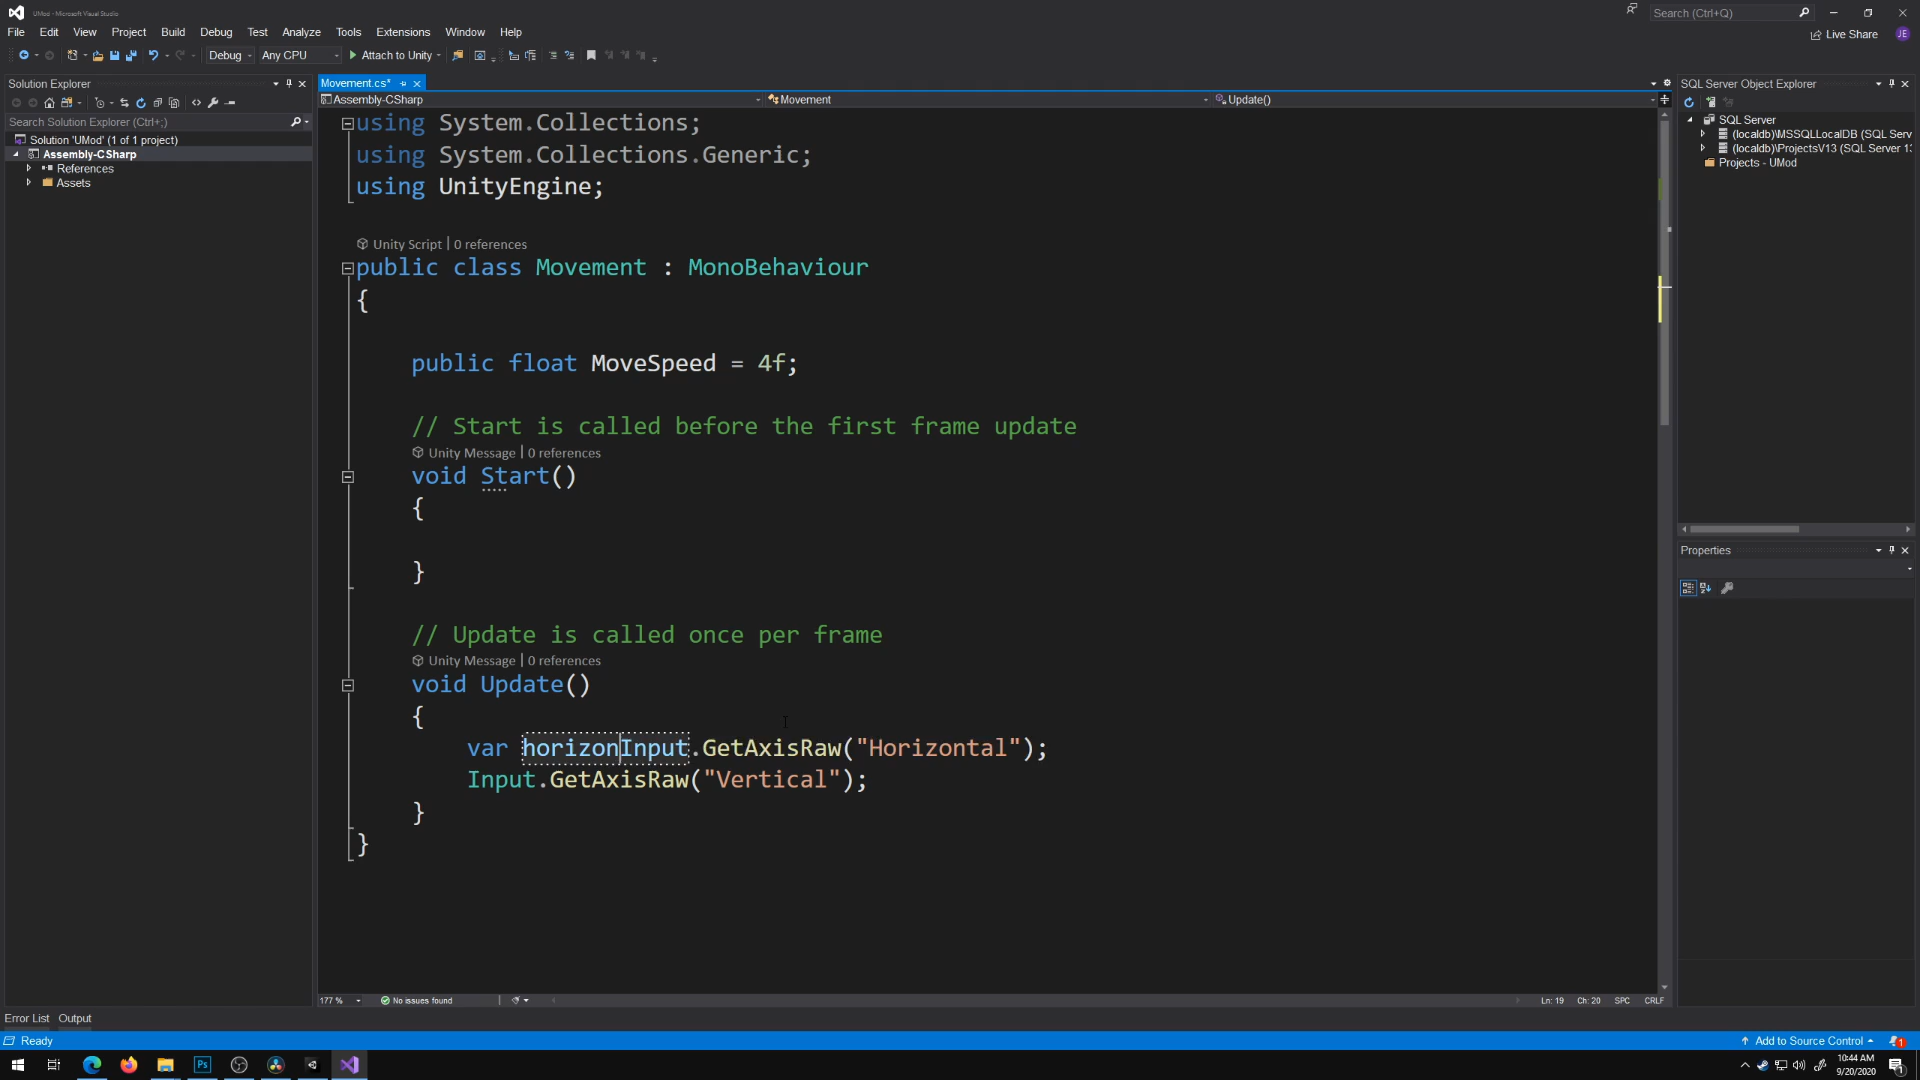 UMod - Microsoft Visual Studio
Search (Ctrl+Q)
File Edit View Project Build Debug Test Analyze Tools Extensions Window Help
Live Share
JE
Debug Any CPU Attach to Unity
Solution Explorer
Search Solution Explorer (Ctrl+;)
Solution 'UMod' (1 of 1 project)
Assembly-CSharp
References
Assets
Movement.cs*
Assembly-CSharp Movement Update()
using System.Collections;
using System.Collections.Generic;
using UnityEngine;
Unity Script | 0 references
public class Movement : MonoBehaviour
{
public float MoveSpeed = 4f;
// Start is called before the first frame update
Unity Message | 0 references
void Start()
{
}
// Update is called once per frame
Unity Message | 0 references
void Update()
{
var horizonInput.GetAxisRaw("Horizontal");
Input.GetAxisRaw("Vertical");
}
}
SQL Server Object Explorer
SQL Server
(localdb)\MSSQLLocalDB (SQL Serv
(localdb)\ProjectsV13 (SQL Server 13
Projects - UMod
Properties
177 % No issues found Ln: 19 Ch: 20 SPC CRLF
Error List Output
Ready
Add to Source Control
1
Ps
10:44 AM
9/20/2020
1